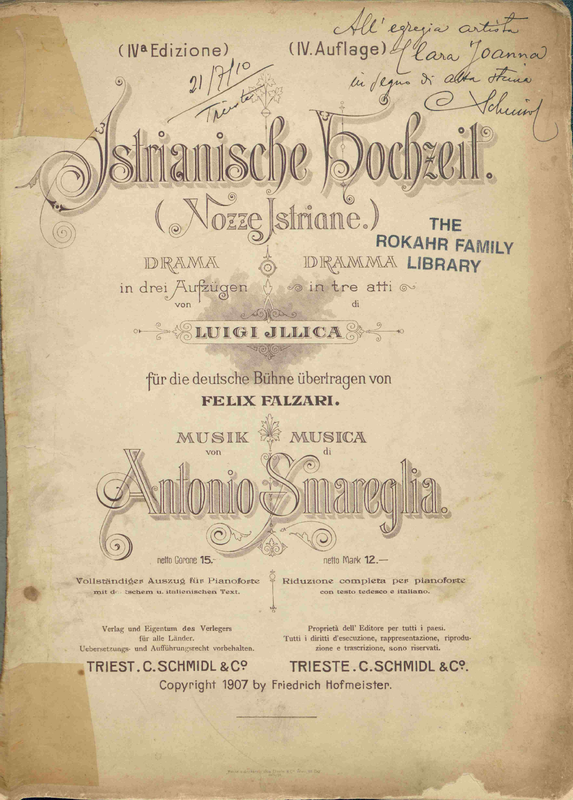 All' egregia artista
(IVª Edizione) (IV. Auflage) Clara Joanna
in segno di alta stima
21/7/10 C Schmidl
Trieste
Istrianische Hochzeit.
(Nozze Istriane.)
THE
ROKAHR FAMILY
LIBRARY
DRAMA DRAMMA
in drei Aufzügen in tre atti
von di
LUIGI JLLICA
für die deutsche Bühne übertragen von
FELIX FALZARI.
MUSIK MUSICA
von di
Antonio Smareglia.
netto Corone 15.- netto Mark 12.—
Vollständiger Auszug für Pianoforte Riduzione completa per pianoforte
mit deutschem u. italienischen Text. con testo tedesco e italiano.
Verlag und Eigentum des Verlegers Proprietà dell' Editore per tutti i paesi.
für alle Länder. Tutti i diritti d'esecuzione, rappresentazione, riprodu-
Uebersetzungs- und Aufführungsrecht vorbehalten. zione e trascrizione, sono riservati.
TRIEST. C. SCHMIDL & Cº TRIESTE. C. SCHMIDL & Cº.
Copyright 1907 by Friedrich Hofmeister.